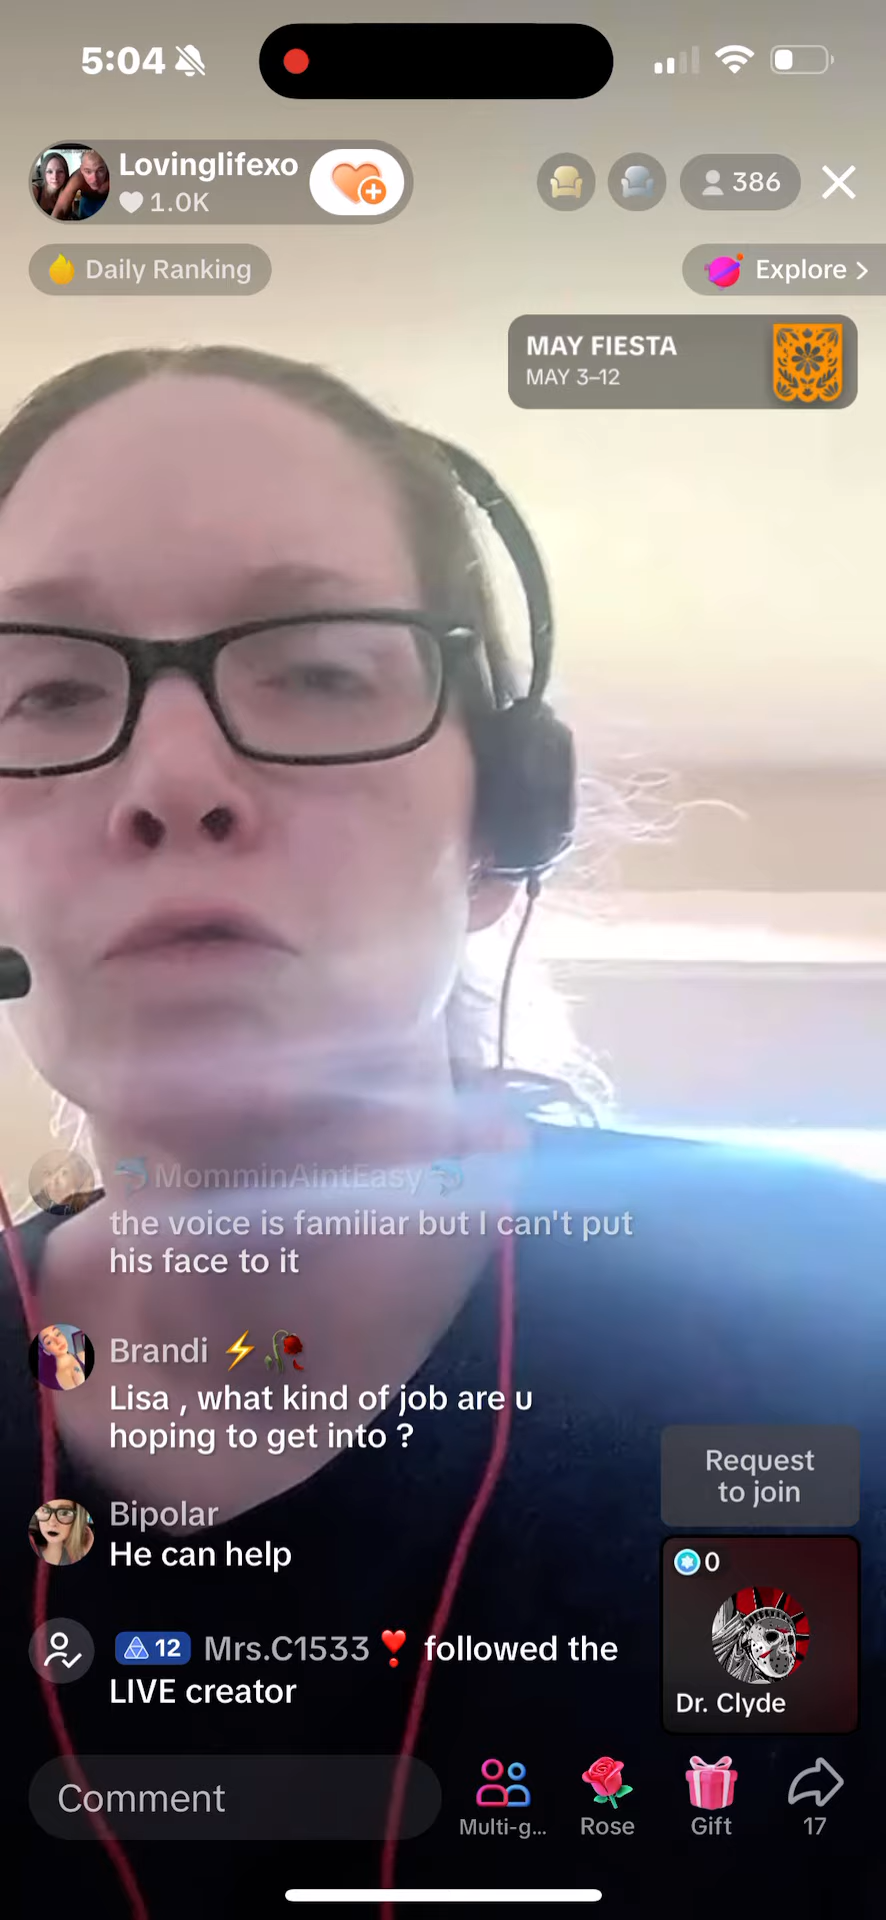 5:04
Lovinglifexo
1.0K
386
Daily Ranking
Explore >
MAY FIESTA
MAY 3–12
🐬MomminAintEasy🐬
the voice is familiar but I can't put
his face to it
Brandi ⚡🥀
Lisa , what kind of job are u
hoping to get into ?
Bipolar
He can help
12 Mrs.C1533❣️ followed the
LIVE creator
Request
to join
0
Dr. Clyde
Comment
Multi-g...
Rose
Gift
17